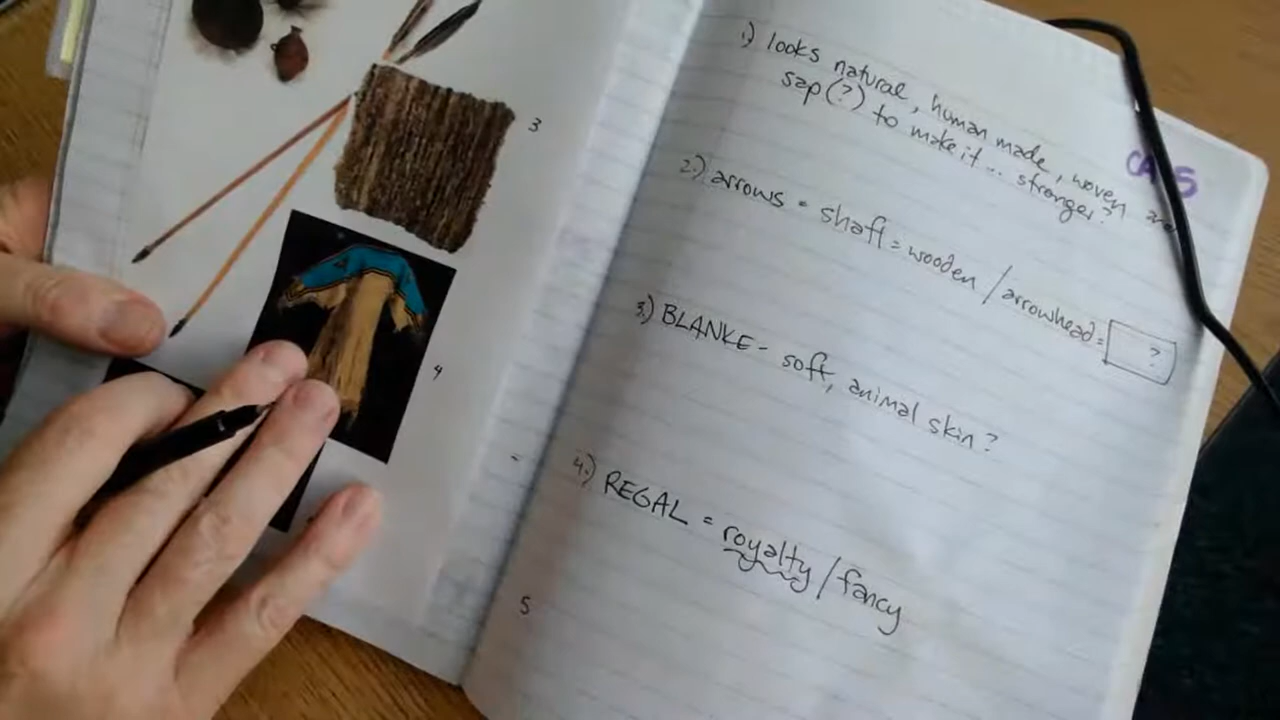 3
4
1.) looks natural, human made, woven are
sap(?) to make it... stronger?
2.) arrows = shaft = wooden / arrowhead = ?
3.) BLANKE - soft, animal skin?
4.) REGAL = royalty / fancy
5